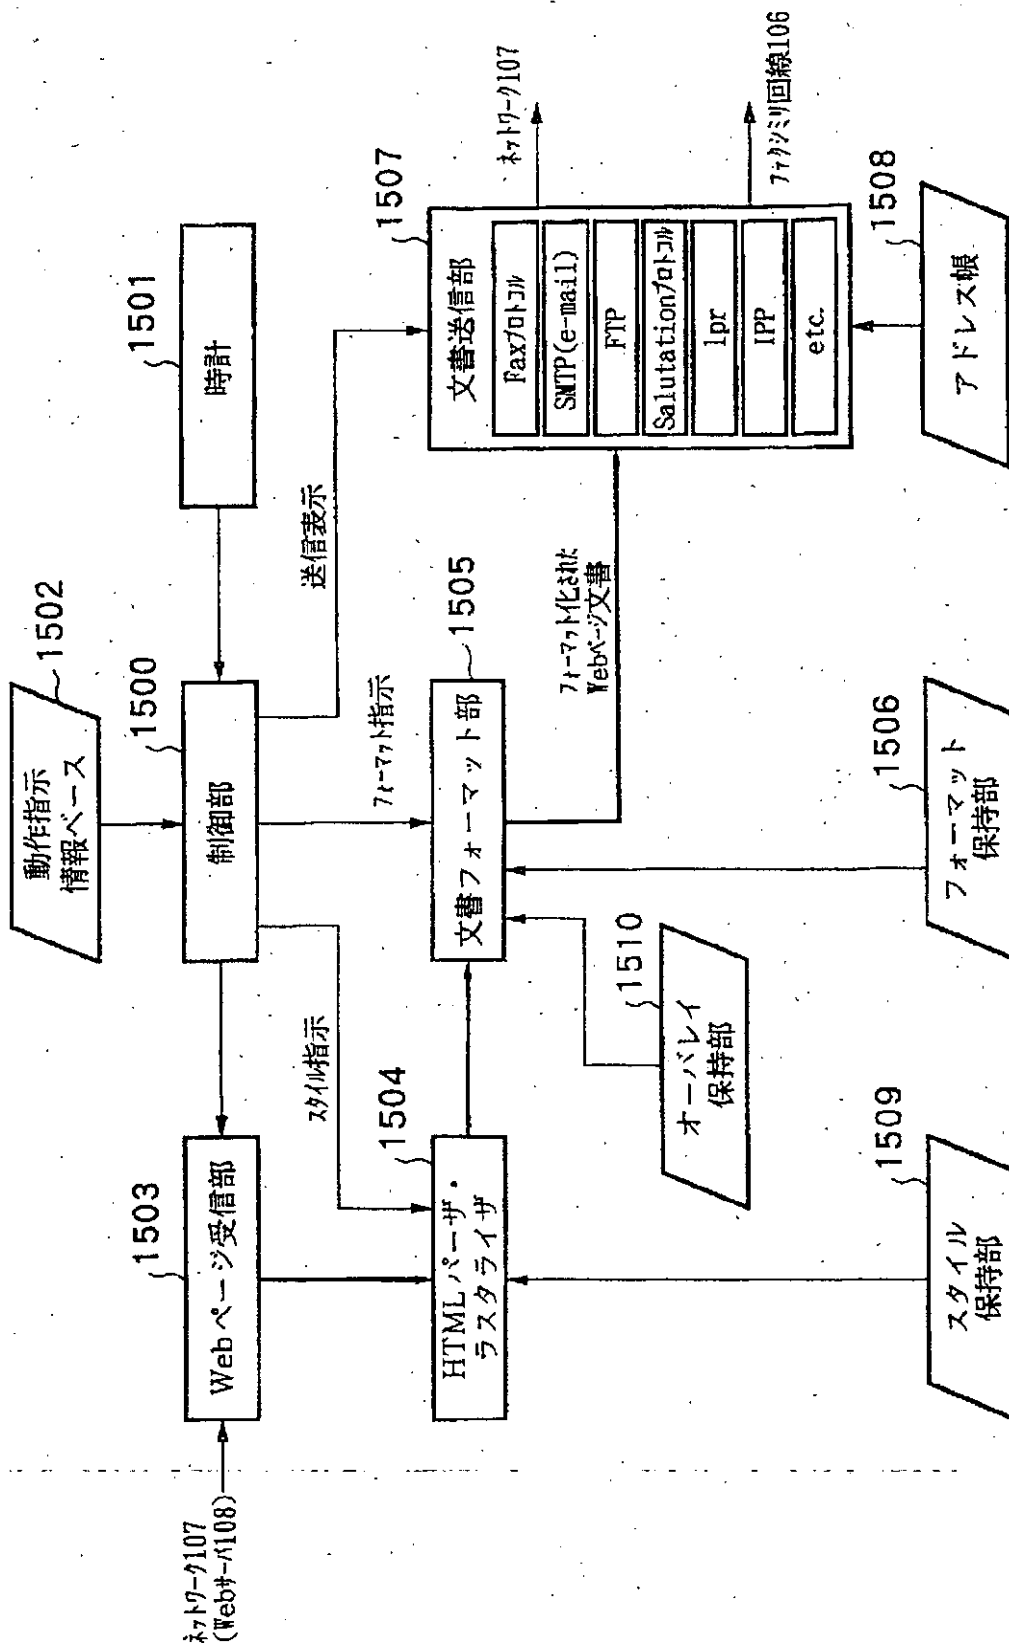 動作指示
情報ベース
1502
ネットワーク107
(Webサーバ108)
Webページ受信部
1503
制御部
1500
時計
1501
スタイル指示
フォーマット指示
送信表示
HTMLパーザ・
ラスタライザ
1504
文書フォーマット部
1505
フォーマット化された
Webページ文書
文書送信部
1507
Faxプロトコル
SMTP(e-mail)
FTP
Salutationプロトコル
lpr
IPP
etc.
ネットワーク107
ファクシミリ回線106
オーバレイ
保持部
1510
スタイル
保持部
1509
フォーマット
保持部
1506
アドレス帳
1508